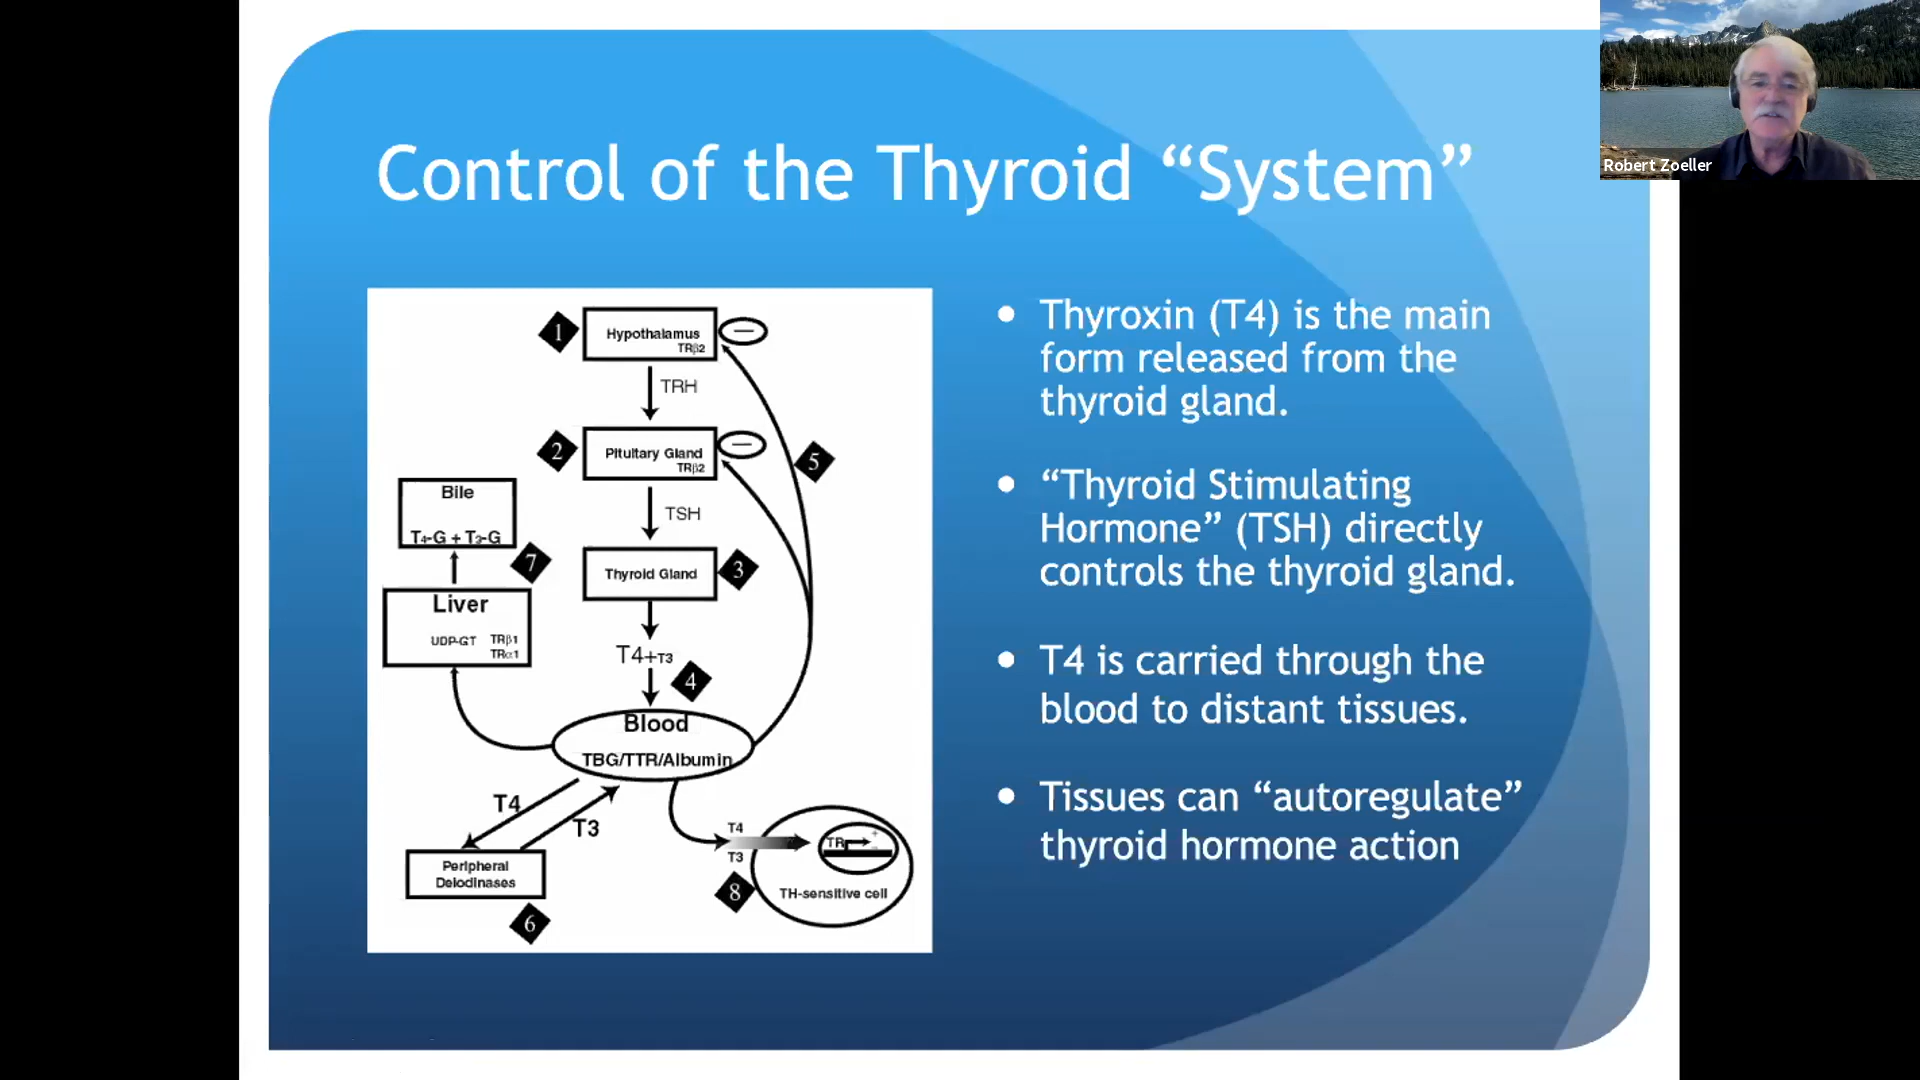 Control of the Thyroid “System”
Robert Zoeller
1
Hypothalamus
TRβ2
TRH
2
Pituitary Gland
TRβ2
5
TSH
Bile
T4-G + T3-G
7
Thyroid Gland
3
Liver
UDP-GT TRβ1
TRα1
T4+T3
4
Blood
TBG/TTR/Albumin
T4
T3
Peripheral
Deiodinases
6
T4
T3
TR
+
−
TH-sensitive cell
8
Thyroxin (T4) is the main
form released from the
thyroid gland.
“Thyroid Stimulating
Hormone” (TSH) directly
controls the thyroid gland.
T4 is carried through the
blood to distant tissues.
Tissues can “autoregulate”
thyroid hormone action